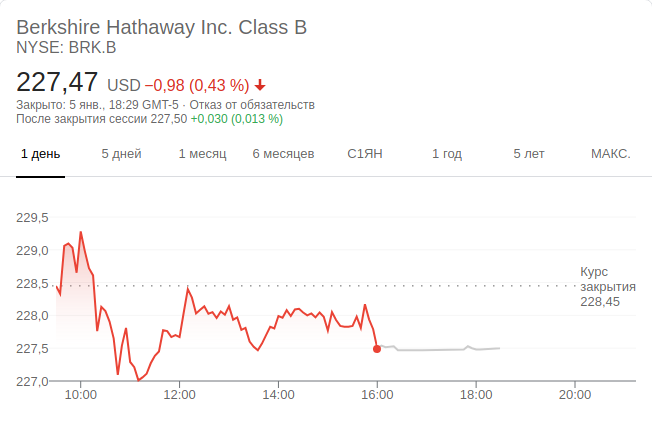 Berkshire Hathaway Inc. Class B
NYSE: BRK.B
227,47 USD −0,98 (0,43 %)
Закрыто: 5 янв., 18:29 GMT-5 · Отказ от обязательств
После закрытия сессии 227,50 +0,030 (0,013 %)
1 день 5 дней 1 месяц 6 месяцев С1ЯН 1 год 5 лет МАКС.
229,5
229,0
228,5
228,0
227,5
227,0
Курс
закрытия
228,45
10:00 12:00 14:00 16:00 18:00 20:00